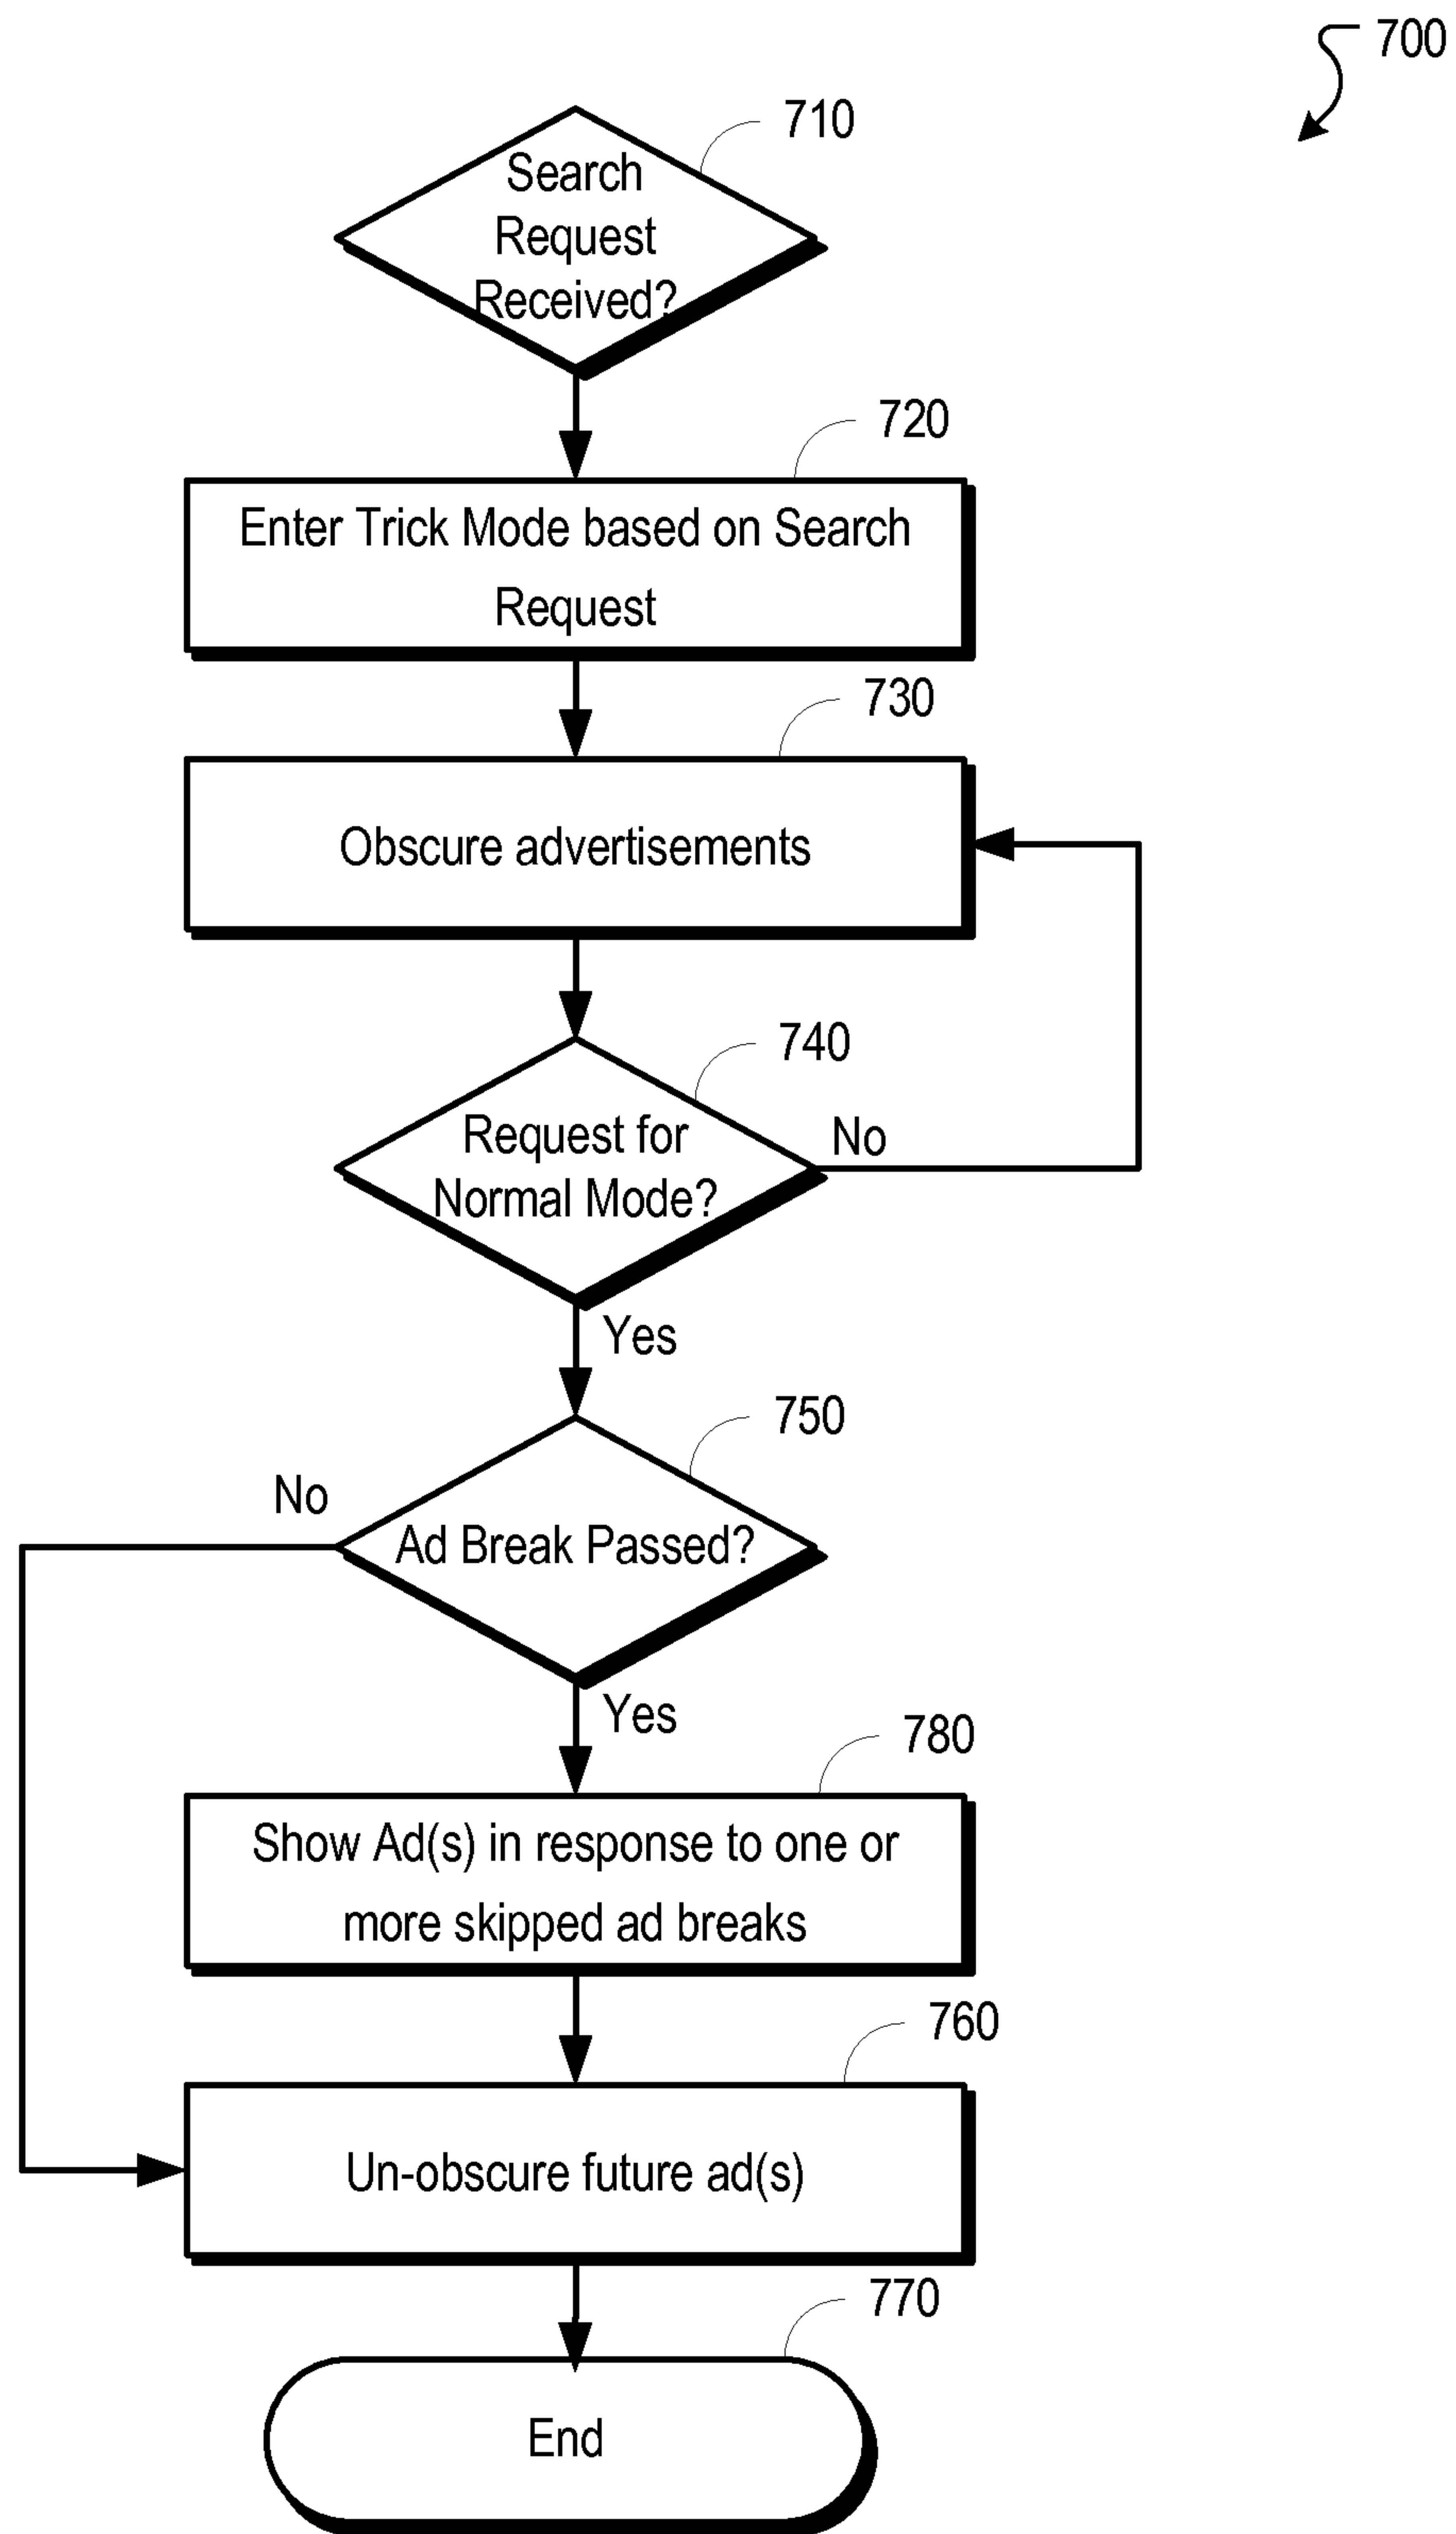 700
710
Search
Request
Received?
720
Enter Trick Mode based on Search
Request
730
Obscure advertisements
740
Request for
Normal Mode?
No
Yes
750
No
Ad Break Passed?
Yes
780
Show Ad(s) in response to one or
more skipped ad breaks
760
Un-obscure future ad(s)
770
End